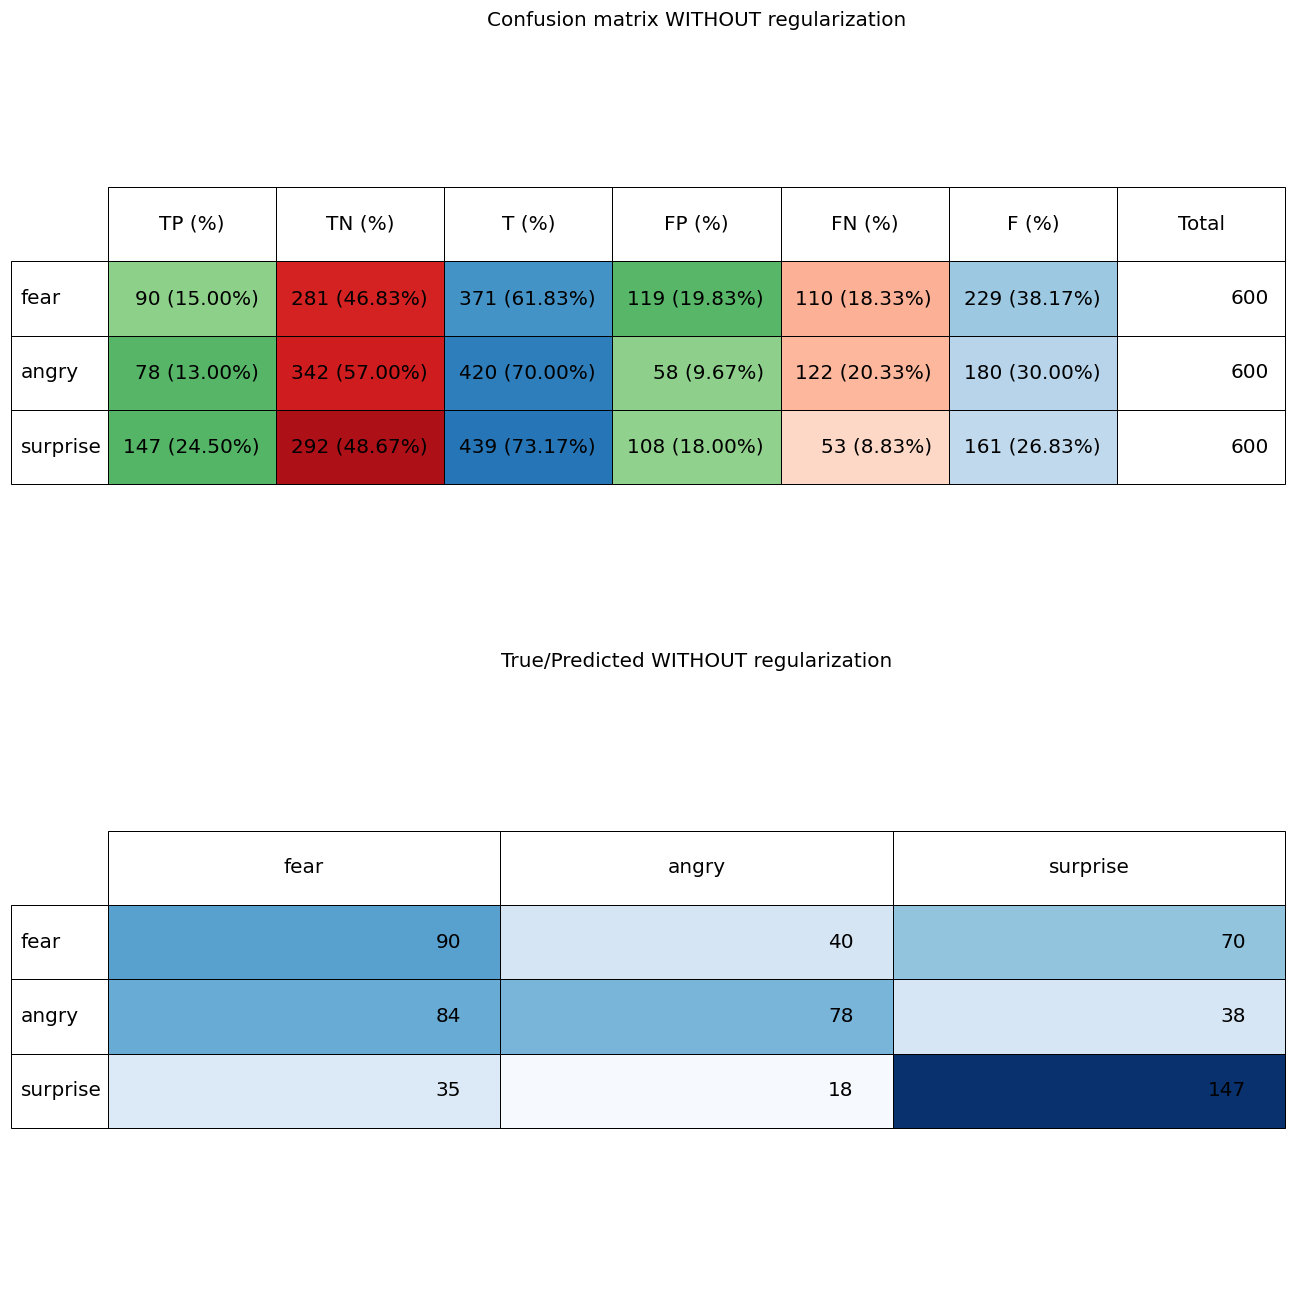 Confusion matrix WITHOUT regularization
TP (%) TN (%) T (%) FP (%) FN (%) F (%) Total
fear 90 (15.00%) 281 (46.83%) 371 (61.83%) 119 (19.83%) 110 (18.33%) 229 (38.17%) 600
angry 78 (13.00%) 342 (57.00%) 420 (70.00%) 58 (9.67%) 122 (20.33%) 180 (30.00%) 600
surprise 147 (24.50%) 292 (48.67%) 439 (73.17%) 108 (18.00%) 53 (8.83%) 161 (26.83%) 600
True/Predicted WITHOUT regularization
fear angry surprise
fear 90 40 70
angry 84 78 38
surprise 35 18 147